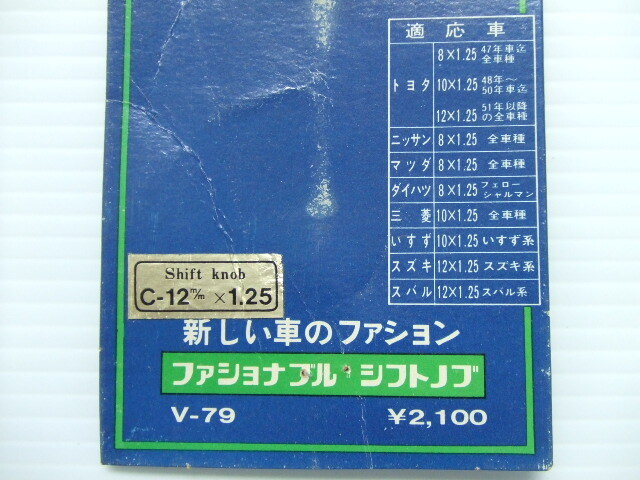 適応車
トヨタ 8×1.25 47年車迄全車種
10×1.25 48年〜50年車迄
12×1.25 51年以降の全車種
ニッサン 8×1.25 全車種
マツダ 8×1.25 全車種
ダイハツ 8×1.25 フェローシャルマン
三菱 10×1.25 全車種
いすず 10×1.25 いすず系
スズキ 12×1.25 スズキ系
スバル 12×1.25 スバル系
Shift knob
C-12m/m ×1.25
新しい車のファション
ファショナブル・シフトノブ
V-79 ¥2,100